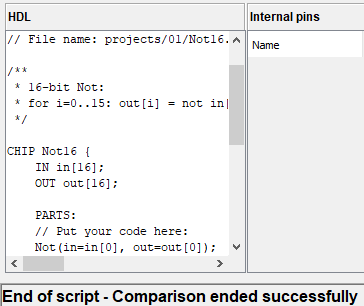 HDL
Internal pins
// File name: projects/01/Not16.
Name
/**
* 16-bit Not:
* for i=0..15: out[i] = not in[
*/
CHIP Not16 {
IN in[16];
OUT out[16];
PARTS:
// Put your code here:
Not(in=in[0], out=out[0]);
End of script - Comparison ended successfully